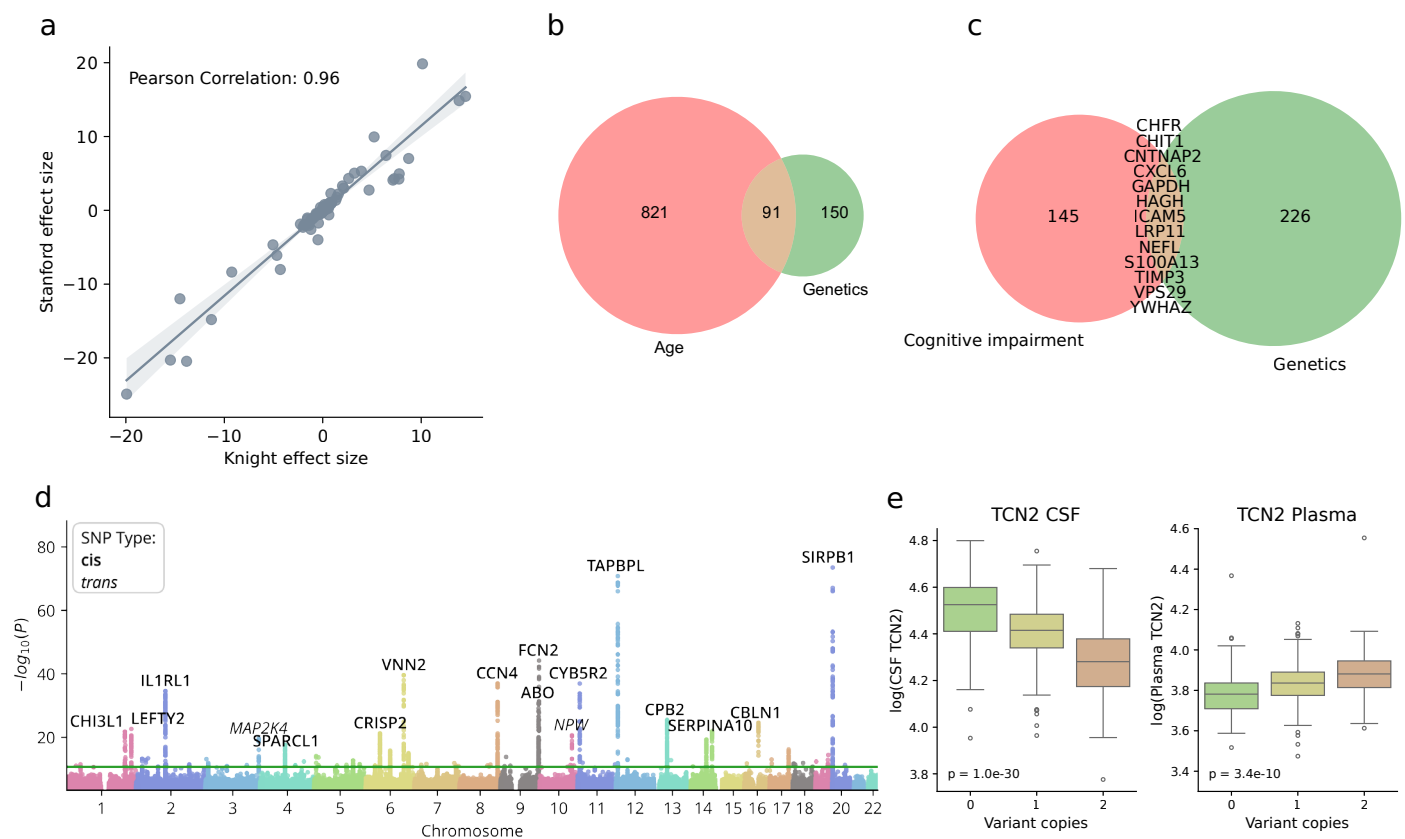 a
Pearson Correlation: 0.96
20
10
0
−10
−20
Stanford effect size
−20
−10
0
10
Knight effect size
b
821
91
150
Genetics
Age
c
CHFR
CHIT1
CNTNAP2
CXCL6
GAPDH
HAGH
ICAM5
LRP11
NEFL
S100A13
TIMP3
VPS29
YWHAZ
145
226
Cognitive impairment
Genetics
d
SNP Type:
cis
trans
80
60
40
20
−log10(P)
CHI3L1
IL1RL1
LEFTY2
MAP2K4
SPARCL1
CRISP2
VNN2
CCN4
FCN2
ABO
CYB5R2
NPW
TAPBPL
CPB2
SERPINA10
CBLN1
SIRPB1
1
2
3
4
5
6
7
8
9
10
11
12
13
14
15
16
17
18
20
22
Chromosome
e
TCN2 CSF
4.8
4.6
4.4
4.2
4.0
3.8
log(CSF TCN2)
p = 1.0e-30
0
1
2
Variant copies
TCN2 Plasma
4.6
4.4
4.2
4.0
3.8
3.6
3.4
log(Plasma TCN2)
p = 3.4e-10
0
1
2
Variant copies